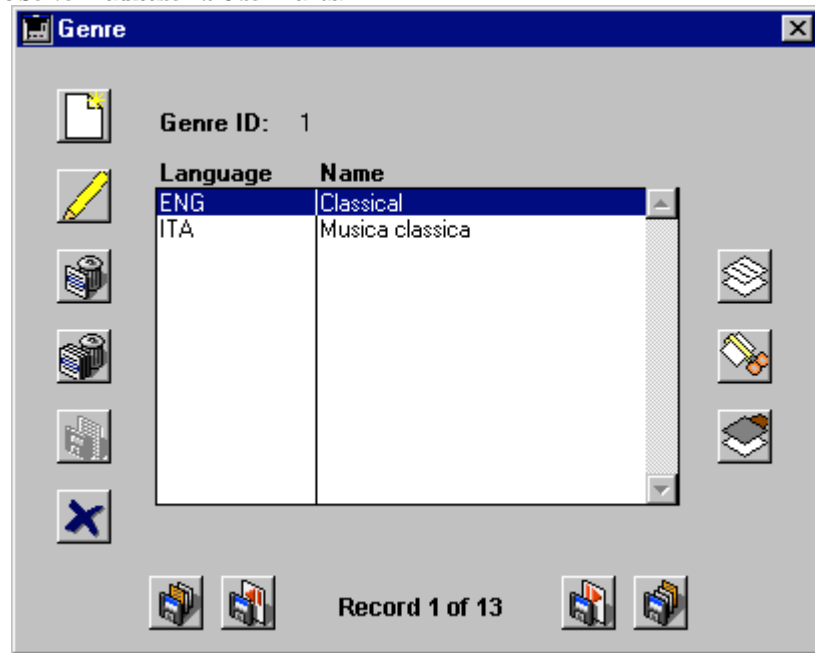 Genre
Genre ID: 1
Language Name
ENG Classical
ITA Musica classica
Record 1 of 13